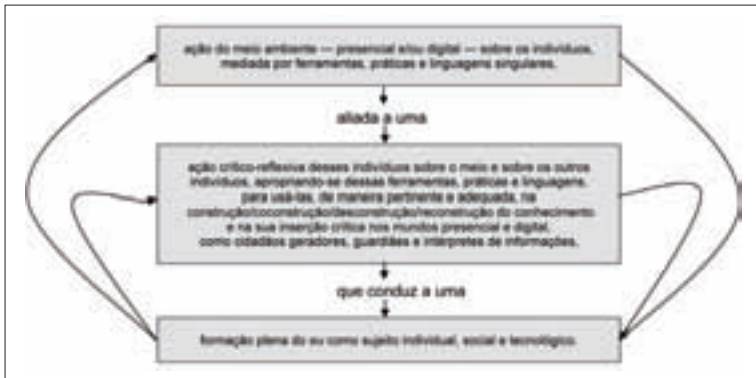 ação do meio ambiente — presencial e/ou digital — sobre os indivíduos,
mediada por ferramentas, práticas e linguagens singulares.
aliada a uma
ação crítico-reflexiva desses indivíduos sobre o meio e sobre os outros
indivíduos, apropriando-se dessas ferramentas, práticas e linguagens,
para usá-las, de maneira pertinente e adequada, na
construção/coconstrução/desconstrução/reconstrução do conhecimento
e na sua inserção crítica nos mundos presencial e digital,
como cidadãos geradores, guardiães e intérpretes de informações,
que conduz a uma
formação plena do eu como sujeito individual, social e tecnológico.